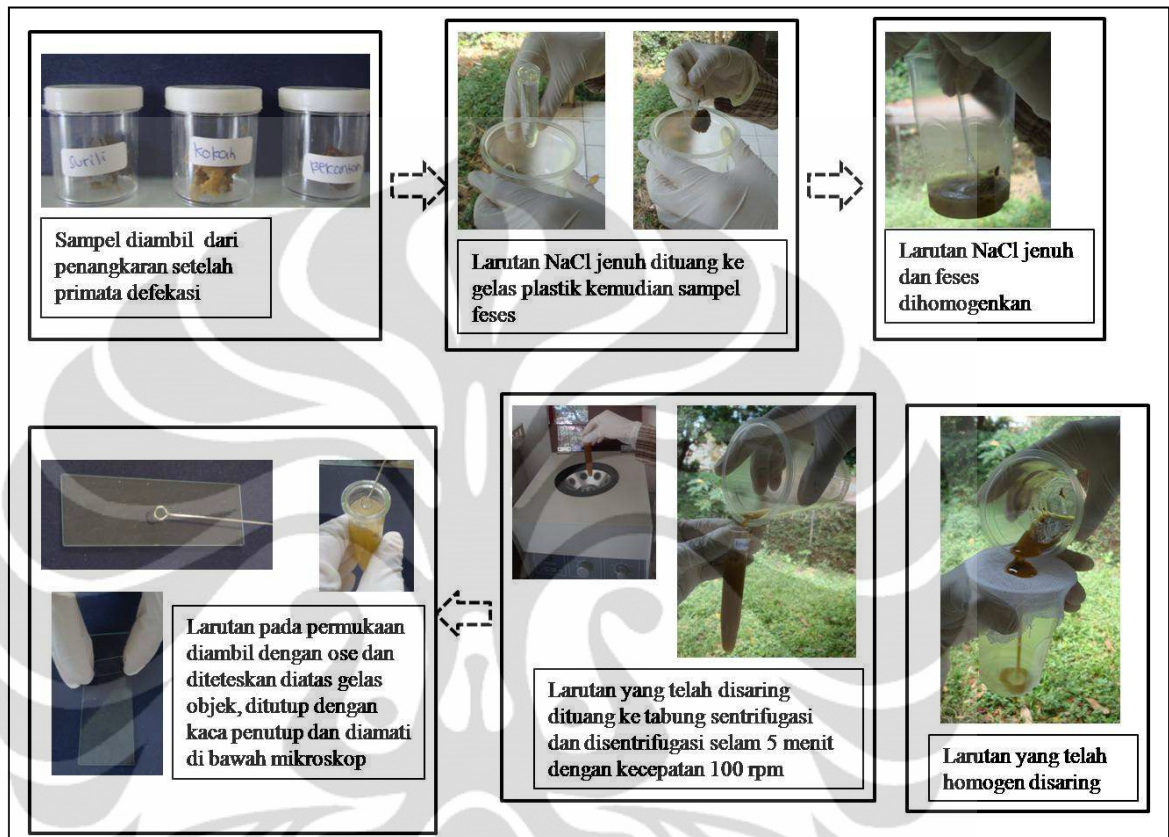 surili
kokah
bekantan
Sampel diambil dari
penangkaran setelah
primata defekasi
Larutan NaCl jenuh dituang ke
gelas plastik kemudian sampel
feses
Larutan NaCl jenuh
dan feses
dihomogenkan
Larutan yang telah
homogen disaring
Larutan yang telah disaring
dituang ke tabung sentrifugasi
dan disentrifugasi selam 5 menit
dengan kecepatan 100 rpm
Larutan pada permukaan
diambil dengan ose dan
diteteskan diatas gelas
objek, ditutup dengan
kaca penutup dan diamati
di bawah mikroskop